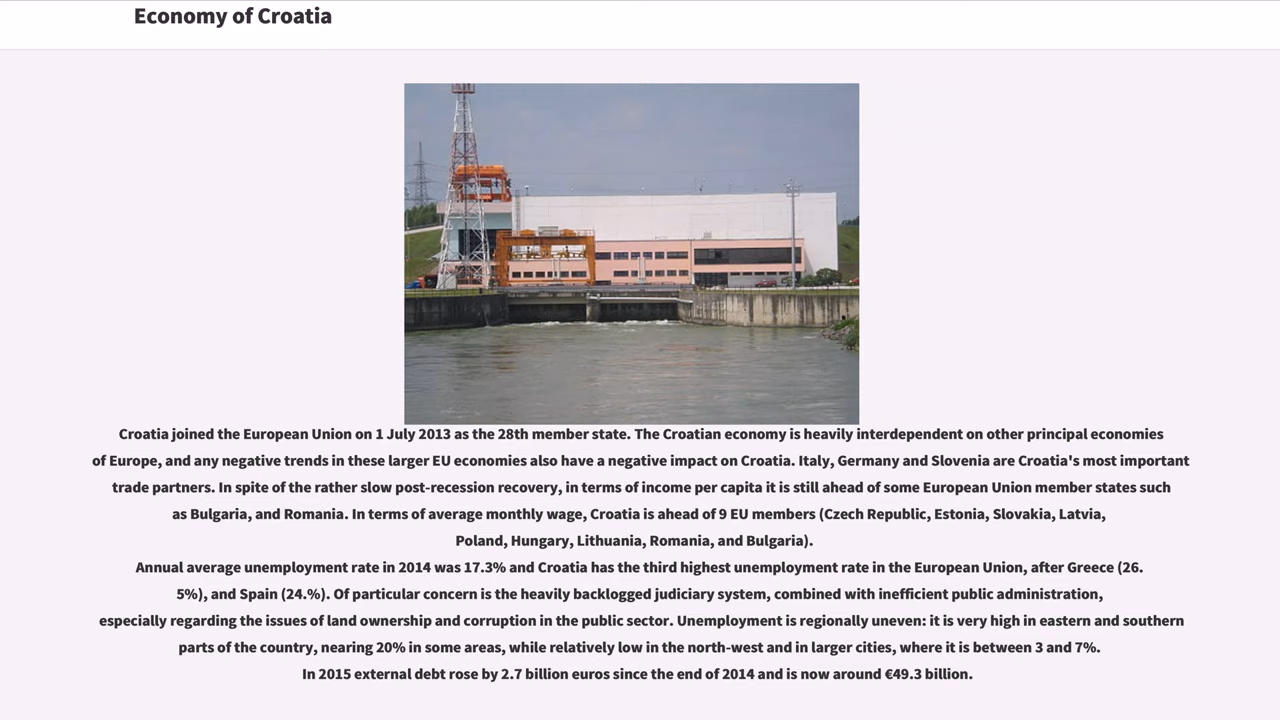 Economy of Croatia
Croatia joined the European Union on 1 July 2013 as the 28th member state. The Croatian economy is heavily interdependent on other principal economies
of Europe, and any negative trends in these larger EU economies also have a negative impact on Croatia. Italy, Germany and Slovenia are Croatia's most important
trade partners. In spite of the rather slow post-recession recovery, in terms of income per capita it is still ahead of some European Union member states such
as Bulgaria, and Romania. In terms of average monthly wage, Croatia is ahead of 9 EU members (Czech Republic, Estonia, Slovakia, Latvia,
Poland, Hungary, Lithuania, Romania, and Bulgaria).
Annual average unemployment rate in 2014 was 17.3% and Croatia has the third highest unemployment rate in the European Union, after Greece (26.
5%), and Spain (24.%). Of particular concern is the heavily backlogged judiciary system, combined with inefficient public administration,
especially regarding the issues of land ownership and corruption in the public sector. Unemployment is regionally uneven: it is very high in eastern and southern
parts of the country, nearing 20% in some areas, while relatively low in the north-west and in larger cities, where it is between 3 and 7%.
In 2015 external debt rose by 2.7 billion euros since the end of 2014 and is now around €49.3 billion.